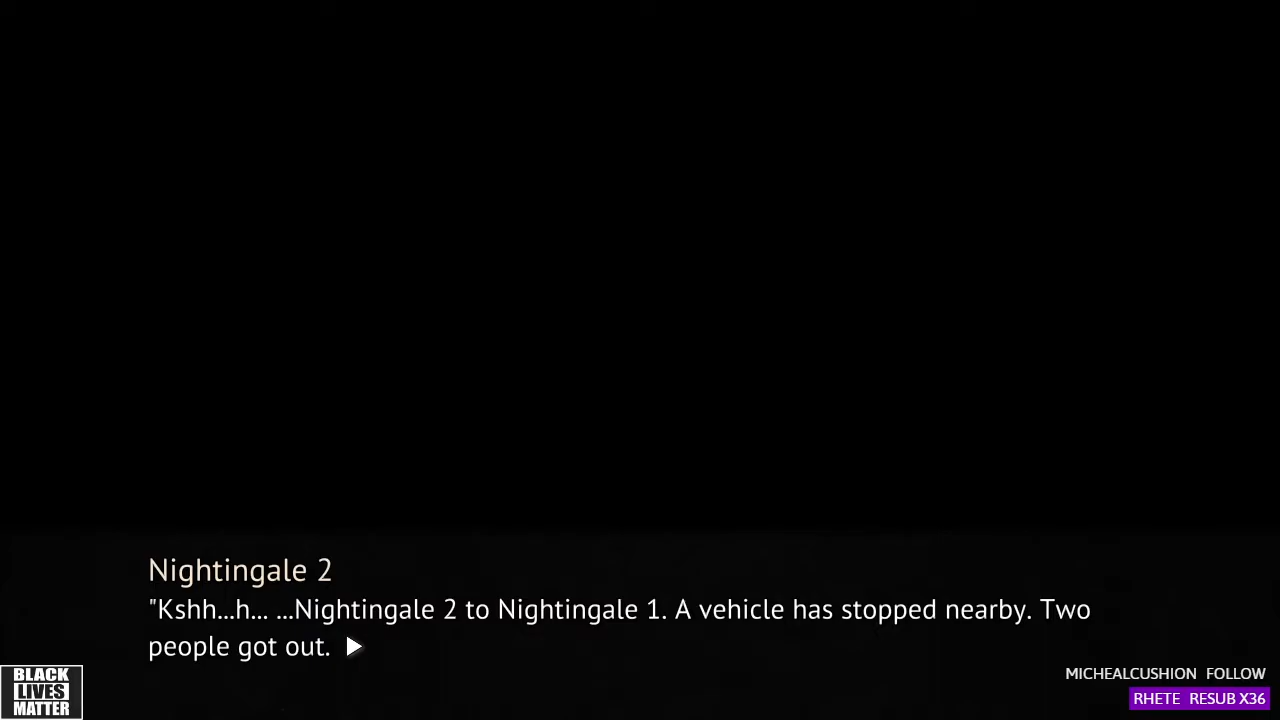 Nightingale 2
"Kshh...h... ...Nightingale 2 to Nightingale 1. A vehicle has stopped nearby. Two
people got out.
BLACK
LIVES
MATTER
MICHEALCUSHION FOLLOW
RHETE RESUB X36